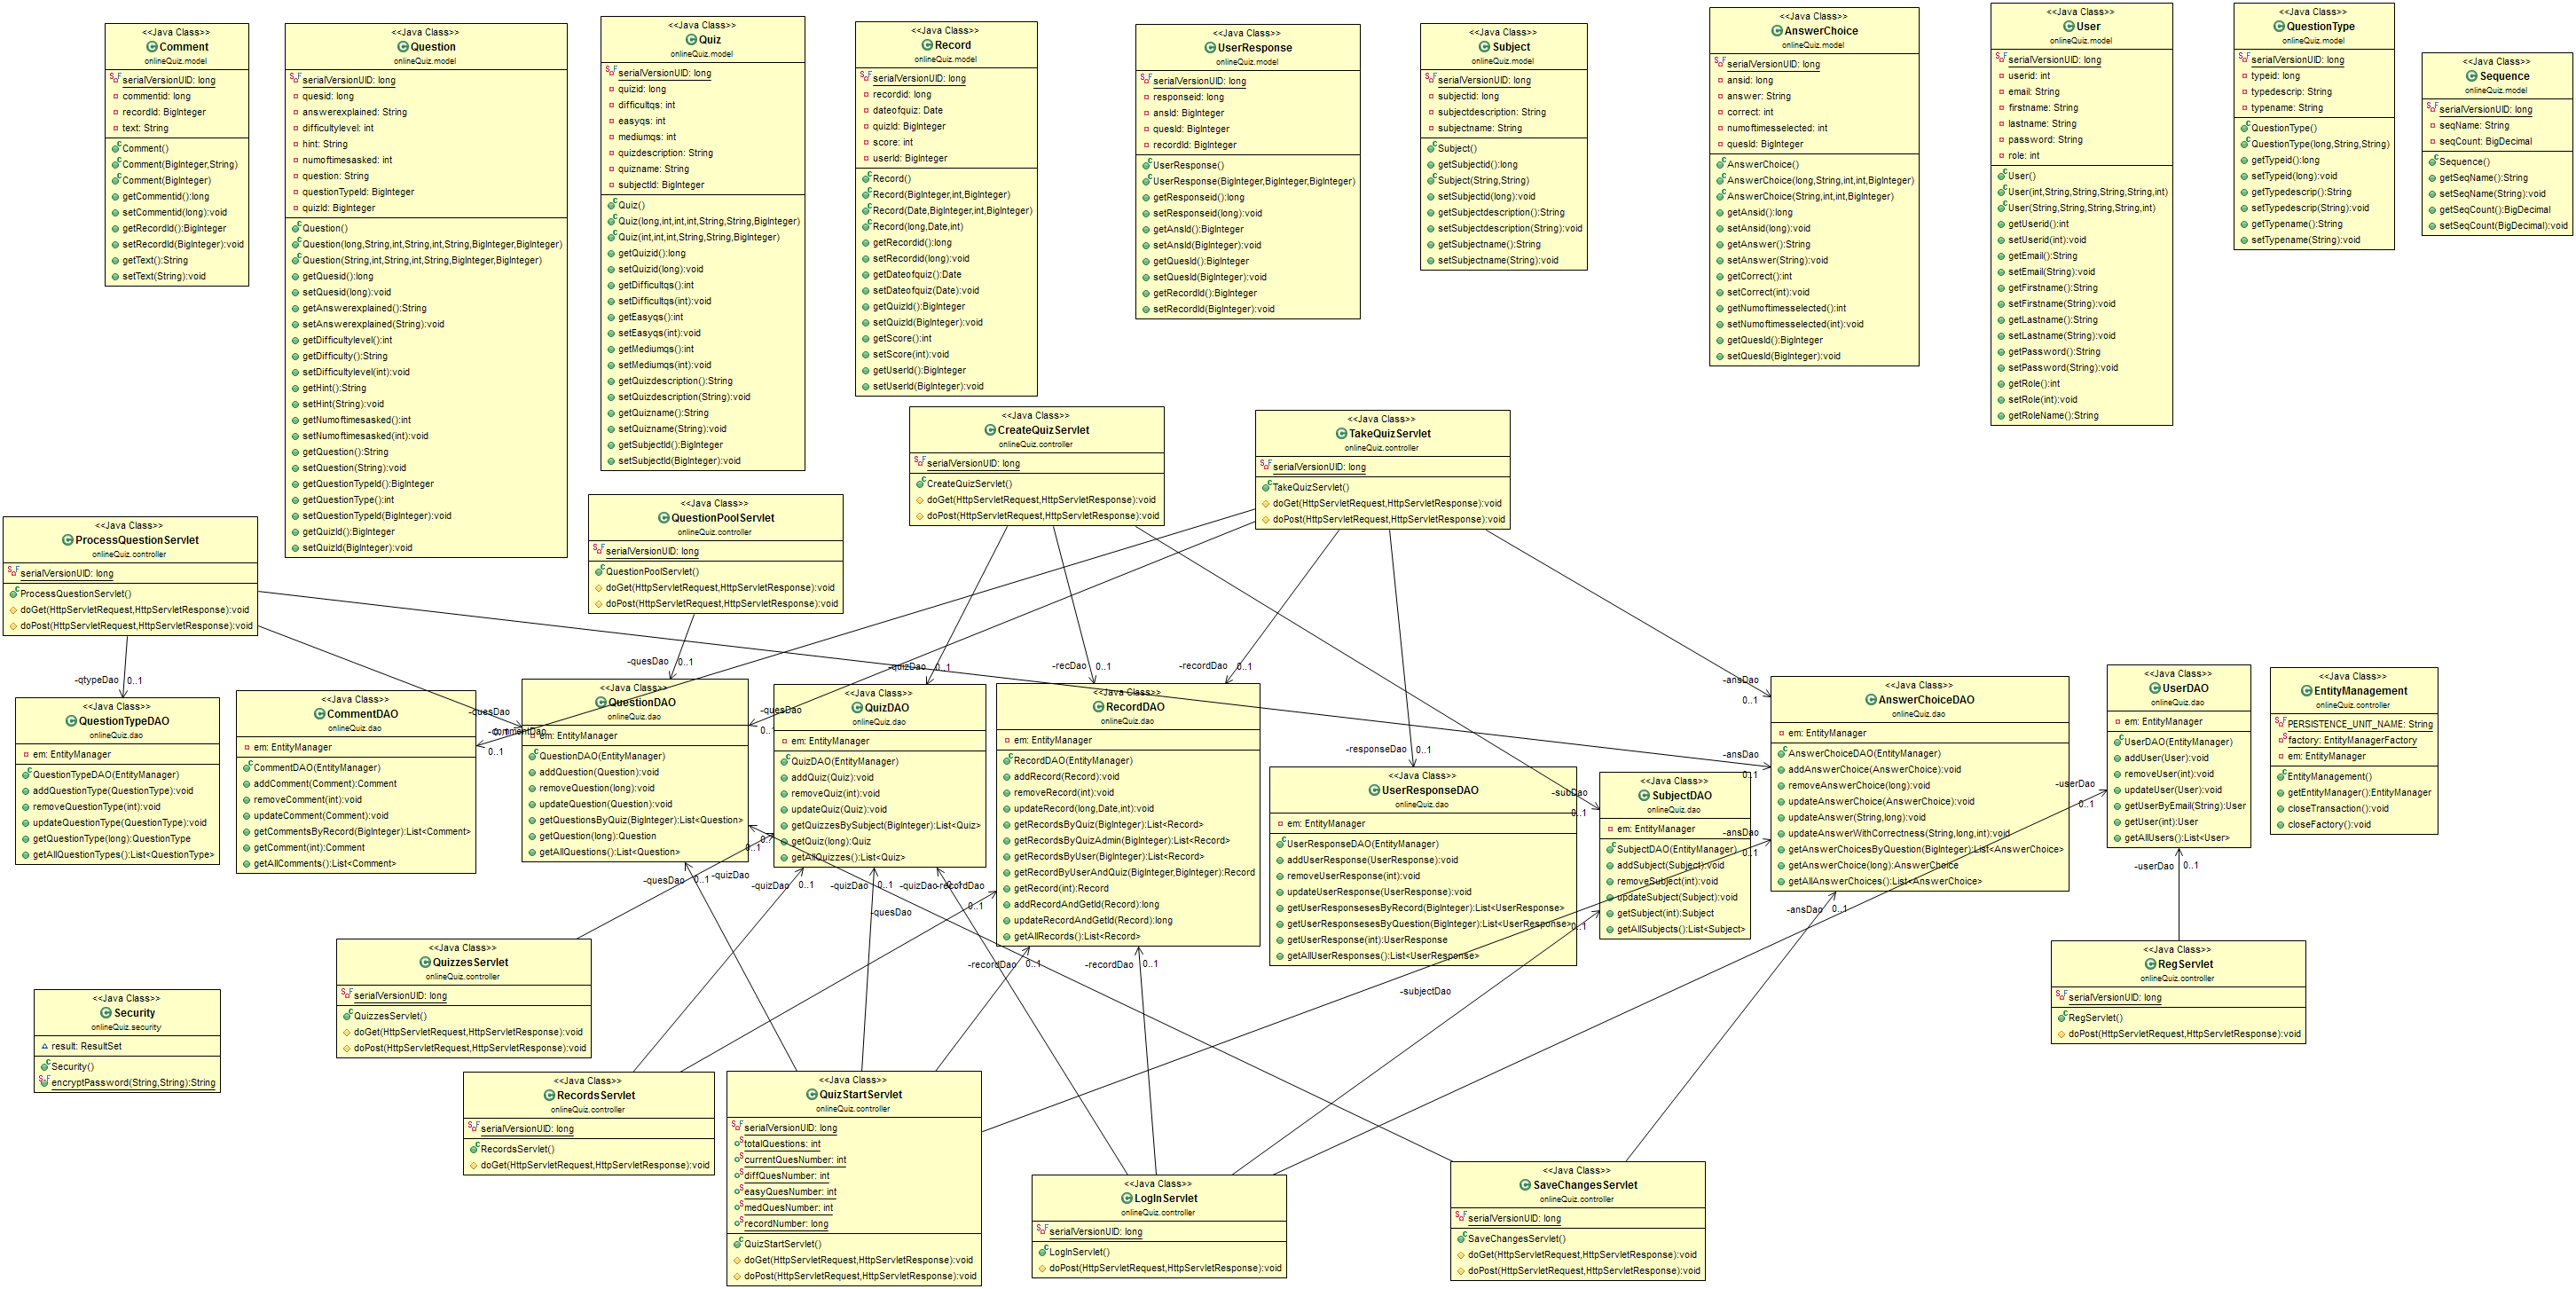 <<Java Class>>
Comment
onlineQuiz.model
serialVersionUID: long
commentid: long
recordId: BigInteger
text: String
Comment()
Comment(BigInteger,String)
Comment(BigInteger)
getCommentid():long
setCommentid(long):void
getRecordId():BigInteger
setRecordId(BigInteger):void
getText():String
setText(String):void
<<Java Class>>
Question
onlineQuiz.model
serialVersionUID: long
quesid: long
answerexplained: String
difficultylevel: int
hint: String
numoftimesasked: int
question: String
questionTypeId: BigInteger
quizId: BigInteger
Question()
Question(long,String,int,String,int,String,BigInteger,BigInteger)
Question(String,int,String,int,String,BigInteger,BigInteger)
getQuesid():long
setQuesid(long):void
getAnswerexplained():String
setAnswerexplained(String):void
getDifficultylevel():int
getDifficulty():String
setDifficultylevel(int):void
getHint():String
setHint(String):void
getNumoftimesasked():int
setNumoftimesasked(int):void
getQuestion():String
setQuestion(String):void
getQuestionTypeId():BigInteger
getQuestionType():int
setQuestionTypeId(BigInteger):void
getQuizId():BigInteger
setQuizId(BigInteger):void
<<Java Class>>
Quiz
onlineQuiz.model
serialVersionUID: long
quizid: long
difficultqs: int
easyqs: int
mediumqs: int
quizdescription: String
quizname: String
subjectId: BigInteger
Quiz()
Quiz(long,int,int,int,String,String,BigInteger)
Quiz(int,int,int,String,String,BigInteger)
getQuizid():long
setQuizid(long):void
getDifficultqs():int
setDifficultqs(int):void
getEasyqs():int
setEasyqs(int):void
getMediumqs():int
setMediumqs(int):void
getQuizdescription():String
setQuizdescription(String):void
getQuizname():String
setQuizname(String):void
getSubjectId():BigInteger
setSubjectId(BigInteger):void
<<Java Class>>
Record
onlineQuiz.model
serialVersionUID: long
recordid: long
dateofquiz: Date
quizId: BigInteger
score: int
userId: BigInteger
Record()
Record(BigInteger,int,BigInteger)
Record(Date,BigInteger,int,BigInteger)
Record(long,Date,int)
getRecordid():long
setRecordid(long):void
getDateofquiz():Date
setDateofquiz(Date):void
getQuizId():BigInteger
setQuizId(BigInteger):void
getScore():int
setScore(int):void
getUserId():BigInteger
setUserId(BigInteger):void
<<Java Class>>
UserResponse
onlineQuiz.model
serialVersionUID: long
responseid: long
ansId: BigInteger
quesId: BigInteger
recordId: BigInteger
UserResponse()
UserResponse(BigInteger,BigInteger,BigInteger)
getResponseid():long
setResponseid(long):void
getAnsId():BigInteger
setAnsId(BigInteger):void
getQuesId():BigInteger
setQuesId(BigInteger):void
getRecordId():BigInteger
setRecordId(BigInteger):void
<<Java Class>>
Subject
onlineQuiz.model
serialVersionUID: long
subjectid: long
subjectdescription: String
subjectname: String
Subject()
getSubjectid():long
Subject(String,String)
setSubjectid(long):void
getSubjectdescription():String
setSubjectdescription(String):void
getSubjectname():String
setSubjectname(String):void
<<Java Class>>
AnswerChoice
onlineQuiz.model
serialVersionUID: long
ansid: long
answer: String
correct: int
numoftimesselected: int
quesId: BigInteger
AnswerChoice()
AnswerChoice(long,String,int,int,BigInteger)
AnswerChoice(String,int,int,BigInteger)
getAnsid():long
setAnsid(long):void
getAnswer():String
setAnswer(String):void
getCorrect():int
setCorrect(int):void
getNumoftimesselected():int
setNumoftimesselected(int):void
getQuesId():BigInteger
setQuesId(BigInteger):void
<<Java Class>>
User
onlineQuiz.model
serialVersionUID: long
userid: int
email: String
firstname: String
lastname: String
password: String
role: int
User()
User(int,String,String,String,String,int)
User(String,String,String,String,int)
getUserid():int
setUserid(int):void
getEmail():String
setEmail(String):void
getFirstname():String
setFirstname(String):void
getLastname():String
setLastname(String):void
getPassword():String
setPassword(String):void
getRole():int
setRole(int):void
getRoleName():String
<<Java Class>>
QuestionType
onlineQuiz.model
serialVersionUID: long
typeid: long
typedescrip: String
typename: String
QuestionType()
QuestionType(long,String,String)
getTypeid():long
setTypeid(long):void
getTypedescrip():String
setTypedescrip(String):void
getTypename():String
setTypename(String):void
<<Java Class>>
Sequence
onlineQuiz.model
serialVersionUID: long
seqName: String
seqCount: BigDecimal
Sequence()
getSeqName():String
setSeqName(String):void
getSeqCount():BigDecimal
setSeqCount(BigDecimal):void
<<Java Class>>
CreateQuizServlet
onlineQuiz.controller
serialVersionUID: long
CreateQuizServlet()
doGet(HttpServletRequest,HttpServletResponse):void
doPost(HttpServletRequest,HttpServletResponse):void
<<Java Class>>
TakeQuizServlet
onlineQuiz.controller
serialVersionUID: long
TakeQuizServlet()
doGet(HttpServletRequest,HttpServletResponse):void
doPost(HttpServletRequest,HttpServletResponse):void
<<Java Class>>
QuestionPoolServlet
onlineQuiz.controller
serialVersionUID: long
QuestionPoolServlet()
doGet(HttpServletRequest,HttpServletResponse):void
doPost(HttpServletRequest,HttpServletResponse):void
<<Java Class>>
ProcessQuestionServlet
onlineQuiz.controller
serialVersionUID: long
ProcessQuestionServlet()
doGet(HttpServletRequest,HttpServletResponse):void
doPost(HttpServletRequest,HttpServletResponse):void
-qtypeDao 0..1
-quesDao 0..1
-quizDao 0..1
-recDao 0..1
-recordDao 0..1
-ansDao
0..1
<<Java Class>>
QuestionTypeDAO
onlineQuiz.dao
em: EntityManager
QuestionTypeDAO(EntityManager)
addQuestionType(QuestionType):void
removeQuestionType(int):void
updateQuestionType(QuestionType):void
getQuestionType(long):QuestionType
getAllQuestionTypes():List<QuestionType>
<<Java Class>>
CommentDAO
onlineQuiz.dao
em: EntityManager
CommentDAO(EntityManager)
addComment(Comment):Comment
removeComment(int):void
updateComment(Comment):void
getCommentsByRecord(BigInteger):List<Comment>
getComment(int):Comment
getAllComments():List<Comment>
-quesDao
0..1
-commentDao
0..1
<<Java Class>>
QuestionDAO
onlineQuiz.dao
em: EntityManager
QuestionDAO(EntityManager)
addQuestion(Question):void
removeQuestion(long):void
updateQuestion(Question):void
getQuestionsByQuiz(BigInteger):List<Question>
getQuestion(long):Question
getAllQuestions():List<Question>
-quesDao
0..1
<<Java Class>>
QuizDAO
onlineQuiz.dao
em: EntityManager
QuizDAO(EntityManager)
addQuiz(Quiz):void
removeQuiz(int):void
updateQuiz(Quiz):void
getQuizzesBySubject(BigInteger):List<Quiz>
getQuiz(long):Quiz
getAllQuizzes():List<Quiz>
<<Java Class>>
RecordDAO
onlineQuiz.dao
em: EntityManager
RecordDAO(EntityManager)
addRecord(Record):void
removeRecord(int):void
updateRecord(long,Date,int):void
getRecordsByQuiz(BigInteger):List<Record>
getRecordsByQuizAdmin(BigInteger):List<Record>
getRecordsByUser(BigInteger):List<Record>
getRecordByUserAndQuiz(BigInteger,BigInteger):Record
getRecord(int):Record
addRecordAndGetId(Record):long
updateRecordAndGetId(Record):long
getAllRecords():List<Record>
-responseDao 0..1
<<Java Class>>
UserResponseDAO
onlineQuiz.dao
em: EntityManager
UserResponseDAO(EntityManager)
addUserResponse(UserResponse):void
removeUserResponse(int):void
updateUserResponse(UserResponse):void
getUserResponsesesByRecord(BigInteger):List<UserResponse>
getUserResponsesesByQuestion(BigInteger):List<UserResponse>
getUserResponse(int):UserResponse
getAllUserResponses():List<UserResponse>
-subDao
0..1
<<Java Class>>
SubjectDAO
onlineQuiz.dao
em: EntityManager
SubjectDAO(EntityManager)
addSubject(Subject):void
removeSubject(int):void
updateSubject(Subject):void
getSubject(int):Subject
getAllSubjects():List<Subject>
-ansDao
0..1
-ansDao
0..1
<<Java Class>>
AnswerChoiceDAO
onlineQuiz.dao
em: EntityManager
AnswerChoiceDAO(EntityManager)
addAnswerChoice(AnswerChoice):void
removeAnswerChoice(long):void
updateAnswerChoice(AnswerChoice):void
updateAnswer(String,long):void
updateAnswerWithCorrectness(String,long,int):void
getAnswerChoicesByQuestion(BigInteger):List<AnswerChoice>
getAnswerChoice(long):AnswerChoice
getAllAnswerChoices():List<AnswerChoice>
-userDao
0..1
<<Java Class>>
UserDAO
onlineQuiz.dao
em: EntityManager
UserDAO(EntityManager)
addUser(User):void
removeUser(int):void
updateUser(User):void
getUserByEmail(String):User
getUser(int):User
getAllUsers():List<User>
<<Java Class>>
EntityManagement
onlineQuiz.controller
PERSISTENCE_UNIT_NAME: String
factory: EntityManagerFactory
em: EntityManager
EntityManagement()
getEntityManager():EntityManager
closeTransaction():void
closeFactory():void
-quesDao 0..1
-quizDao
0..1
-quizDao 0..1
-quizDao 0..1
-quizDao
0..1
-recordDao
0..1
-quesDao
-recordDao 0..1
-recordDao 0..1
0..1
-subjectDao
-ansDao 0..1
-userDao 0..1
<<Java Class>>
QuizzesServlet
onlineQuiz.controller
serialVersionUID: long
QuizzesServlet()
doGet(HttpServletRequest,HttpServletResponse):void
doPost(HttpServletRequest,HttpServletResponse):void
<<Java Class>>
RegServlet
onlineQuiz.controller
serialVersionUID: long
RegServlet()
doPost(HttpServletRequest,HttpServletResponse):void
<<Java Class>>
Security
onlineQuiz.security
result: ResultSet
Security()
encryptPassword(String,String):String
<<Java Class>>
RecordsServlet
onlineQuiz.controller
serialVersionUID: long
RecordsServlet()
doGet(HttpServletRequest,HttpServletResponse):void
<<Java Class>>
QuizStartServlet
onlineQuiz.controller
serialVersionUID: long
totalQuestions: int
currentQuesNumber: int
diffQuesNumber: int
easyQuesNumber: int
medQuesNumber: int
recordNumber: long
QuizStartServlet()
doGet(HttpServletRequest,HttpServletResponse):void
doPost(HttpServletRequest,HttpServletResponse):void
<<Java Class>>
LogInServlet
onlineQuiz.controller
serialVersionUID: long
LogInServlet()
doPost(HttpServletRequest,HttpServletResponse):void
<<Java Class>>
SaveChangesServlet
onlineQuiz.controller
serialVersionUID: long
SaveChangesServlet()
doGet(HttpServletRequest,HttpServletResponse):void
doPost(HttpServletRequest,HttpServletResponse):void